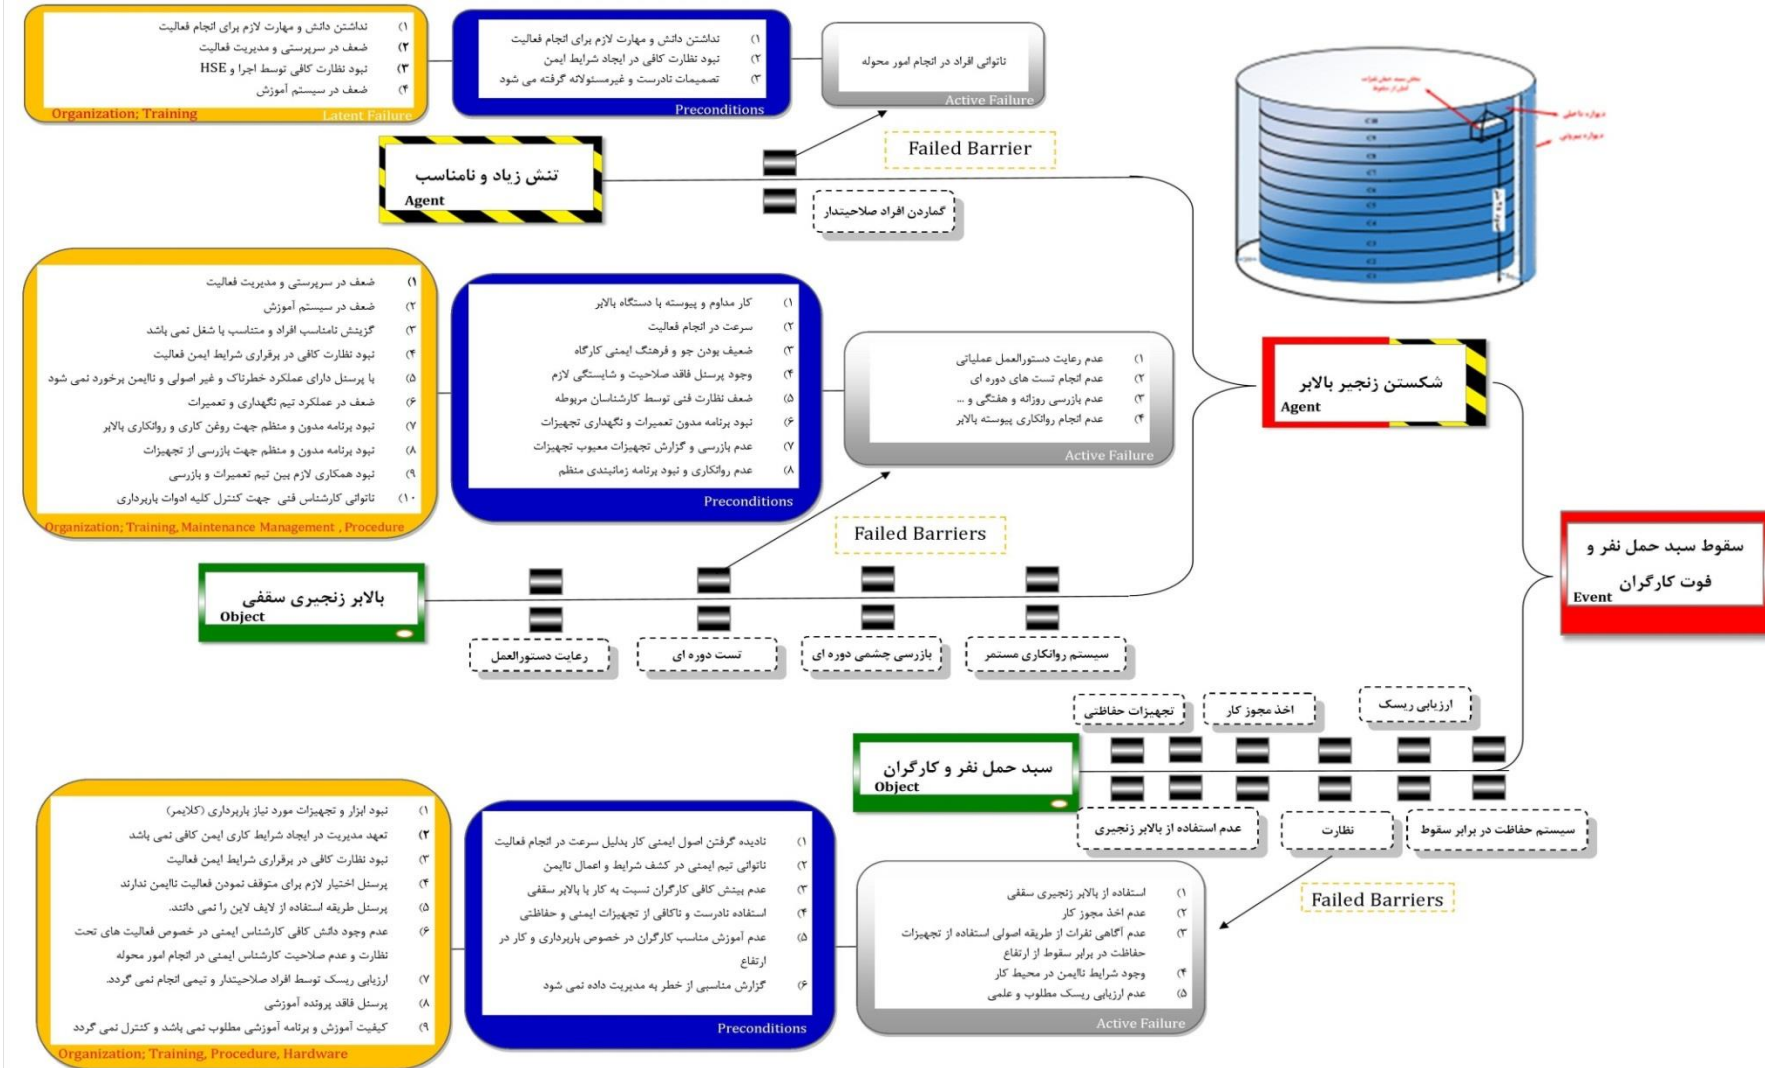 ۱) نداشتن دانش و مهارت لازم برای انجام فعالیت
۲) ضعف در سرپرستی و مدیریت فعالیت
۳) نبود نظارت کافی توسط اجرا و HSE
۴) ضعف در سیستم آموزش
Organization; Training
Latent Failure
۱) نداشتن دانش و مهارت لازم برای انجام فعالیت
۲) نبود نظارت کافی در ایجاد شرایط ایمن
۳) تصمیمات نادرست و غیرمسئولانه گرفته می شود
Preconditions
ناتوانی افراد در انجام امور محوله
Active Failure
Failed Barrier
تنش زیاد و نامناسب
Agent
گماردن افراد صلاحیتدار
دیواره داخلی
دیواره بیرونی
C10
C9
C8
C7
C6
C5
C4
C3
C2
C1
۱) ضعف در سرپرستی و مدیریت فعالیت
۲) ضعف در سیستم آموزش
۳) گزینش نامناسب افراد و متناسب با شغل نمی باشد
۴) نبود نظارت کافی در برقراری شرایط ایمن فعالیت
۵) با پرسنل دارای عملکرد خطرناک و غیر اصولی و ناایمن برخورد نمی شود
۶) ضعف در عملکرد تیم نگهداری و تعمیرات
۷) نبود برنامه مدون و منظم جهت روغن کاری و روانکاری بالابر
۸) نبود برنامه مدون و منظم جهت بازرسی از تجهیزات
۹) نبود همکاری لازم بین تیم تعمیرات و بازرسی
۱۰) ناتوانی کارشناس فنی جهت کنترل کلیه ادوات باربرداری
Organization; Training, Maintenance Management , Procedure
۱) کار مداوم و پیوسته با دستگاه بالابر
۲) سرعت در انجام فعالیت
۳) ضعیف بودن جو و فرهنگ ایمنی کارگاه
۴) وجود پرسنل فاقد صلاحیت و شایستگی لازم
۵) ضعف نظارت فنی توسط کارشناسان مربوطه
۶) نبود برنامه مدون تعمیرات و نگهداری تجهیزات
۷) عدم بازرسی و گزارش تجهیزات معیوب تجهیزات
۸) عدم روانکاری و نبود برنامه زمانبندی منظم
Preconditions
۱) عدم رعایت دستورالعمل عملیاتی
۲) عدم انجام تست های دوره ای
۳) عدم بازرسی روزانه و هفتگی و ...
۴) عدم انجام روانکاری پیوسته بالابر
Active Failure
شکستن زنجیر بالابر
Agent
Failed Barriers
بالابر زنجیری سقفی
Object
رعایت دستورالعمل
تست دوره ای
بازرسی چشمی دوره ای
سیستم روانکاری مستمر
سقوط سبد حمل نفر و
فوت کارگران
Event
تجهیزات حفاظتی
اخذ مجوز کار
ارزیابی ریسک
سبد حمل نفر و کارگران
Object
عدم استفاده از بالابر زنجیری
نظارت
سیستم حفاظت در برابر سقوط
Failed Barriers
۱) نبود ابزار و تجهیزات مورد نیاز باربرداری (کلایمر)
۲) تعهد مدیریت در ایجاد شرایط کاری ایمن کافی نمی باشد
۳) نبود نظارت کافی در برقراری شرایط ایمن فعالیت
۴) پرسنل اختیار لازم برای متوقف نمودن فعالیت ناایمن ندارند
۵) پرسنل طریقه استفاده از لایف لاین را نمی دانند.
۶) عدم وجود دانش کافی کارشناس ایمنی در خصوص فعالیت های تحت
نظارت و عدم صلاحیت کارشناس ایمنی در انجام امور محوله
۷) ارزیابی ریسک توسط افراد صلاحیتدار و تیمی انجام نمی گردد.
۸) پرسنل فاقد پرونده آموزشی
۹) کیفیت آموزش و برنامه آموزشی مطلوب نمی باشد و کنترل نمی گردد
Organization; Training, Procedure, Hardware
۱) نادیده گرفتن اصول ایمنی کار بدلیل سرعت در انجام فعالیت
۲) ناتوانی تیم ایمنی در کشف شرایط و اعمال ناایمن
۳) عدم بینش کافی کارگران نسبت به کار با بالابر سقفی
۴) استفاده نادرست و ناکافی از تجهیزات ایمنی و حفاظتی
۵) عدم آموزش مناسب کارگران در خصوص باربرداری و کار در
ارتفاع
۶) گزارش مناسبی از خطر به مدیریت داده نمی شود
Preconditions
۱) استفاده از بالابر زنجیری سقفی
۲) عدم اخذ مجوز کار
۳) عدم آگاهی نفرات از طریقه اصولی استفاده از تجهیزات
حفاظت در برابر سقوط از ارتفاع
۴) وجود شرایط ناایمن در محیط کار
۵) عدم ارزیابی ریسک مطلوب و علمی
Active Failure